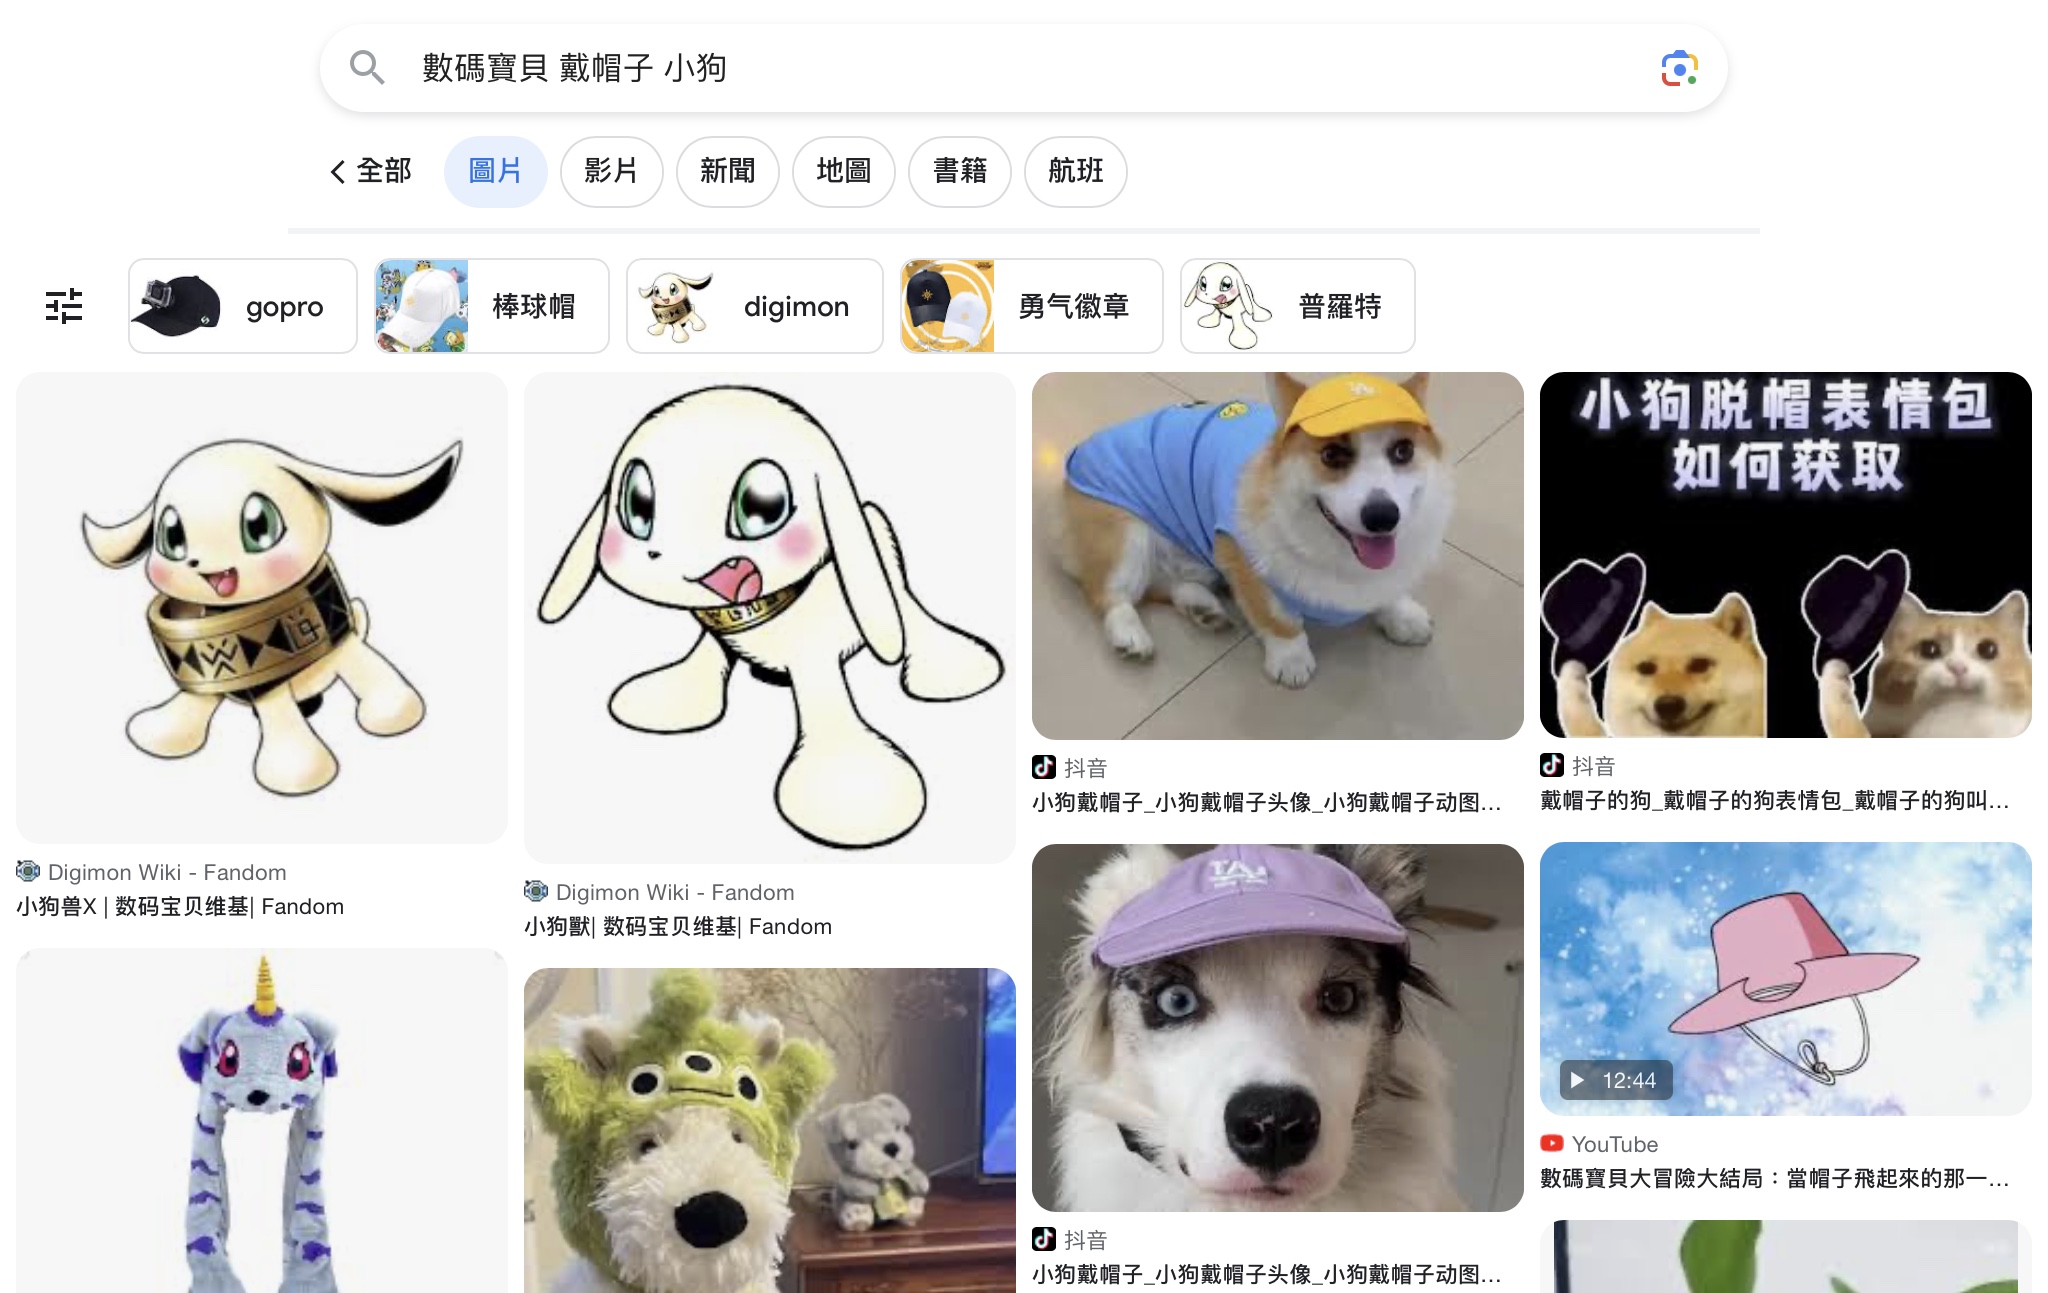 數碼寶貝 戴帽子 小狗
全部
圖片
影片
新聞
地圖
書籍
航班
gopro
棒球帽
digimon
勇气徽章
普羅特
小狗脱帽表情包
如何获取
抖音
小狗戴帽子_小狗戴帽子头像_小狗戴帽子动图...
抖音
戴帽子的狗_戴帽子的狗表情包_戴帽子的狗叫...
Digimon Wiki - Fandom
小狗兽X | 数码宝贝维基| Fandom
Digimon Wiki - Fandom
小狗獸| 数码宝贝维基| Fandom
12:44
YouTube
數碼寶貝大冒險大結局：當帽子飛起來的那一...
抖音
小狗戴帽子_小狗戴帽子头像_小狗戴帽子动图...